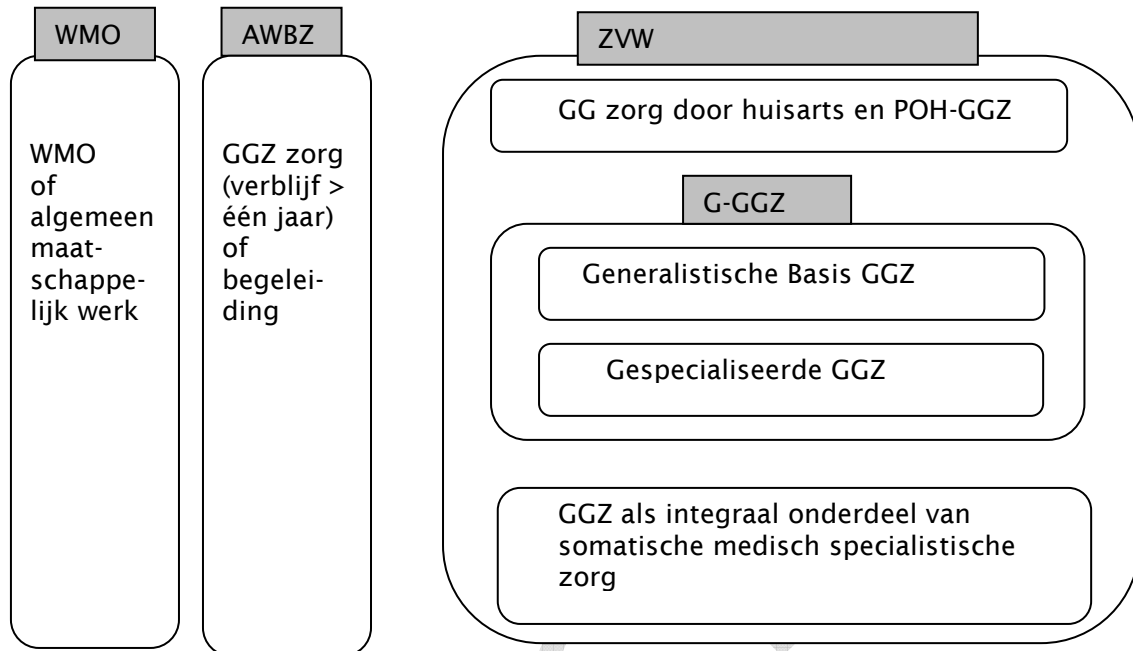 WMO
WMO
of
algemeen
maat-
schappe-
lijk werk
AWBZ
GGZ zorg
(verblijf >
één jaar)
of
begelei-
ding
ZVW
GG zorg door huisarts en POH-GGZ
G-GGZ
Generalistische Basis GGZ
Gespecialiseerde GGZ
GGZ als integraal onderdeel van
somatische medisch specialistische
zorg